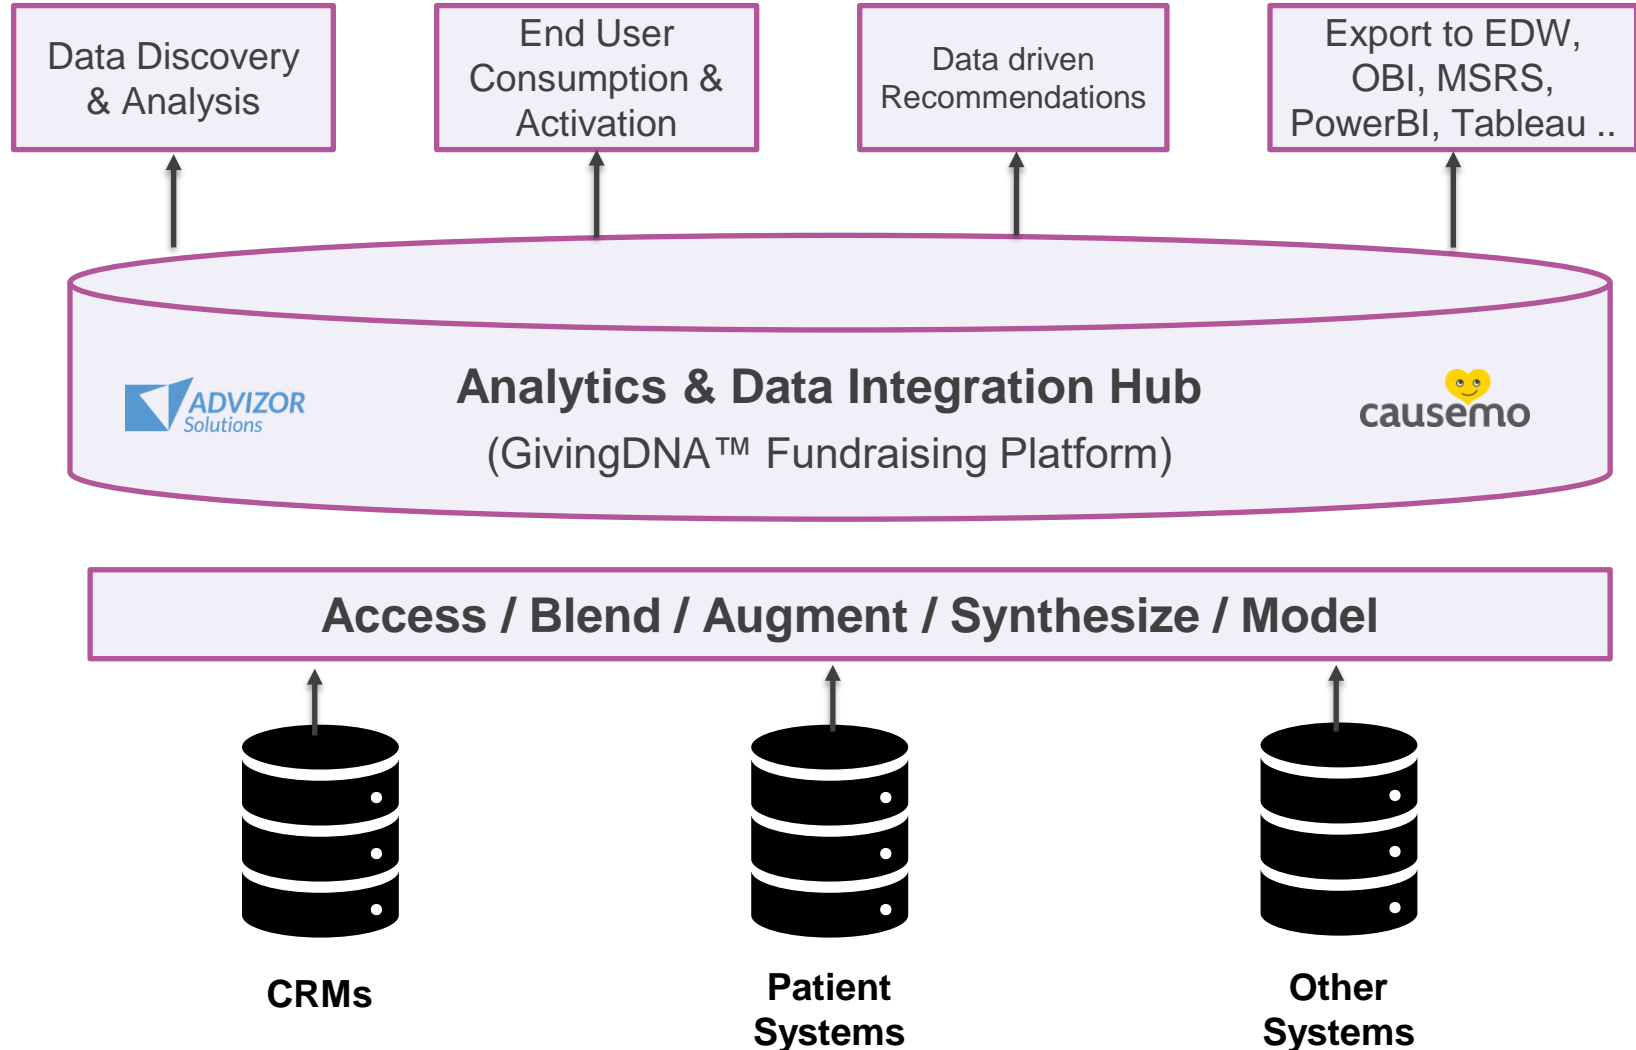 Data Discovery
& Analysis
End User
Consumption &
Activation
Data driven
Recommendations
Export to EDW,
OBI, MSRS,
PowerBI, Tableau ..
ADVIZOR
Solutions
Analytics & Data Integration Hub
(GivingDNA™ Fundraising Platform)
causemo
Access / Blend / Augment / Synthesize / Model
CRMs
Patient
Systems
Other
Systems